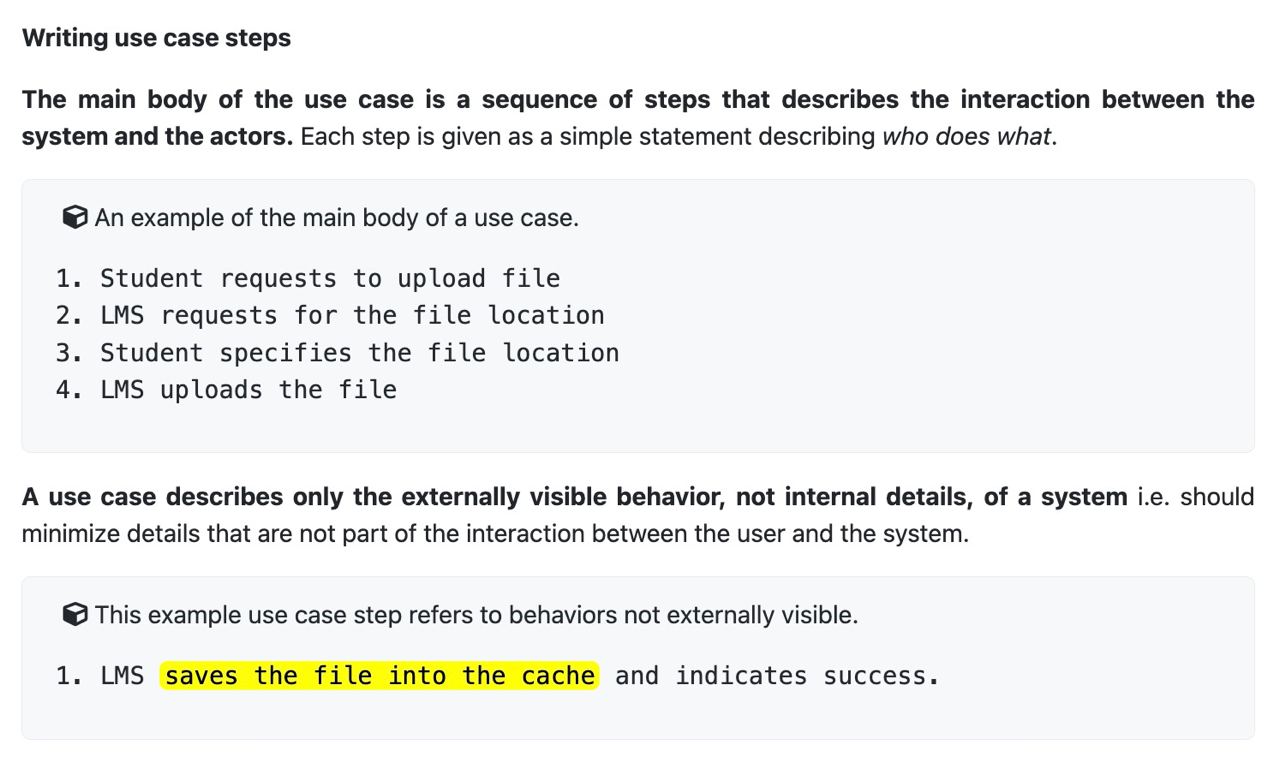 Writing use case steps
The main body of the use case is a sequence of steps that describes the interaction between the
system and the actors. Each step is given as a simple statement describing who does what.
An example of the main body of a use case.
1. Student requests to upload file
2. LMS requests for the file location
3. Student specifies the file location
4. LMS uploads the file
A use case describes only the externally visible behavior, not internal details, of a system i.e. should
minimize details that are not part of the interaction between the user and the system.
This example use case step refers to behaviors not externally visible.
1. LMS saves the file into the cache and indicates success.